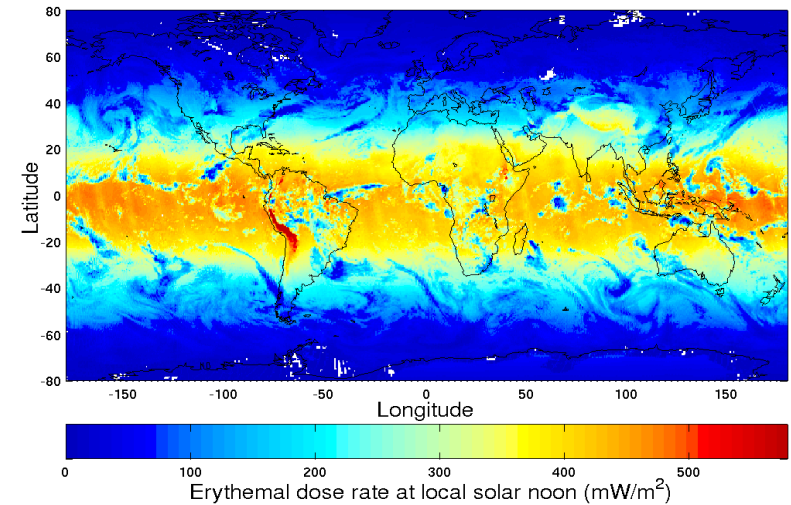 80
60
40
20
0
-20
-40
-60
-80
Latitude
-150 -100 -50 0 50 100 150
Longitude
0 100 200 300 400 500
Erythemal dose rate at local solar noon (mW/m²)